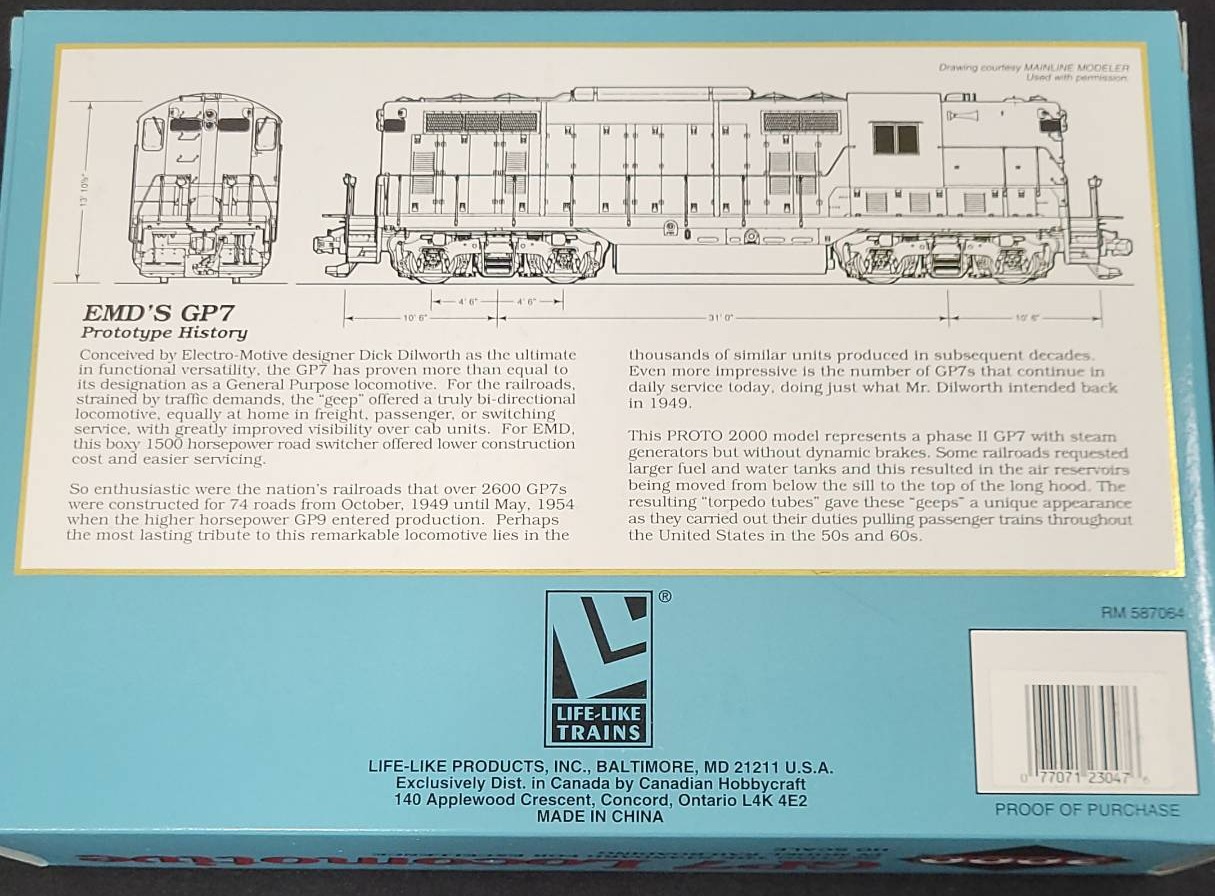 Drawing courtesy MAINLINE MODELER
Used with permission.
13' 10½"
4' 6"
4' 6"
10' 6"
31' 0"
10' 6"
EMD'S GP7
Prototype History
Conceived by Electro-Motive designer Dick Dilworth as the ultimate
in functional versatility, the GP7 has proven more than equal to
its designation as a General Purpose locomotive. For the railroads,
strained by traffic demands, the "geep" offered a truly bi-directional
locomotive, equally at home in freight, passenger, or switching
service, with greatly improved visibility over cab units. For EMD,
this boxy 1500 horsepower road switcher offered lower construction
cost and easier servicing.
So enthusiastic were the nation's railroads that over 2600 GP7s
were constructed for 74 roads from October, 1949 until May, 1954
when the higher horsepower GP9 entered production. Perhaps
the most lasting tribute to this remarkable locomotive lies in the
thousands of similar units produced in subsequent decades.
Even more impressive is the number of GP7s that continue in
daily service today, doing just what Mr. Dilworth intended back
in 1949.
This PROTO 2000 model represents a phase II GP7 with steam
generators but without dynamic brakes. Some railroads requested
larger fuel and water tanks and this resulted in the air reservoirs
being moved from below the sill to the top of the long hood. The
resulting "torpedo tubes" gave these "geeps" a unique appearance
as they carried out their duties pulling passenger trains throughout
the United States in the 50s and 60s.
®
LIFE-LIKE
TRAINS
LIFE-LIKE PRODUCTS, INC., BALTIMORE, MD 21211 U.S.A.
Exclusively Dist. in Canada by Canadian Hobbycraft
140 Applewood Crescent, Concord, Ontario L4K 4E2
MADE IN CHINA
RM 587064
0 77071 23047 6
PROOF OF PURCHASE
GP7 Locomotive
HO SCALE